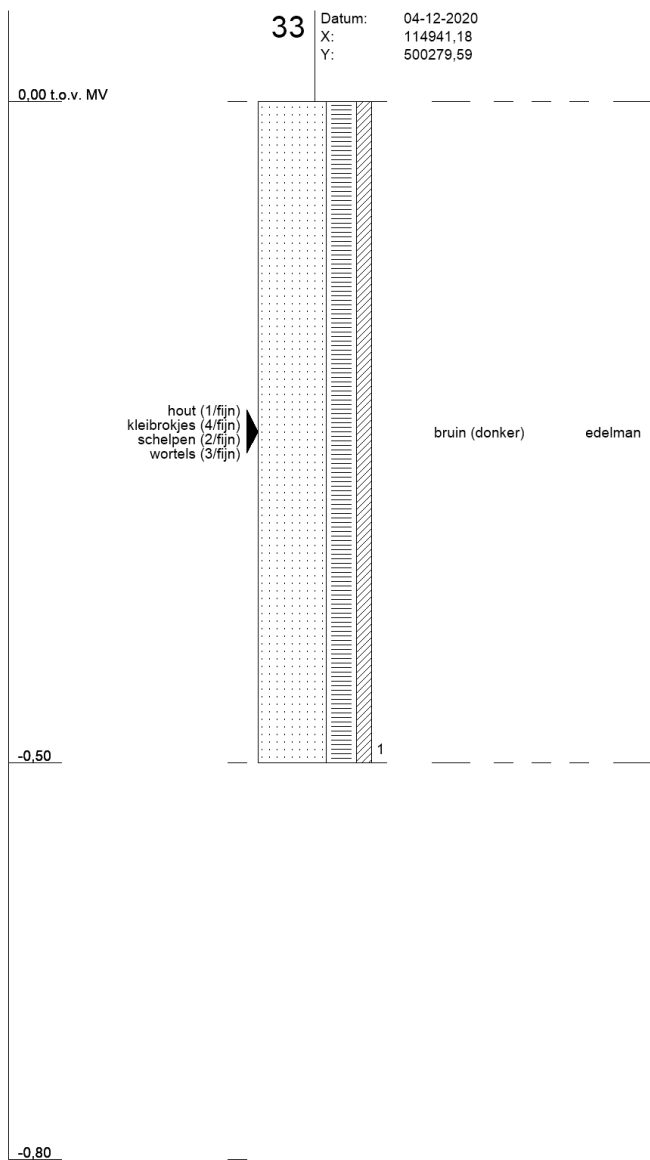 33
Datum: 04-12-2020
X: 114941,18
Y: 500279,59
0,00 t.o.v. MV
hout (1/fijn)
kleibrokjes (4/fijn)
schelpen (2/fijn)
wortels (3/fijn)
bruin (donker) edelman
1
-0,50
-0,80